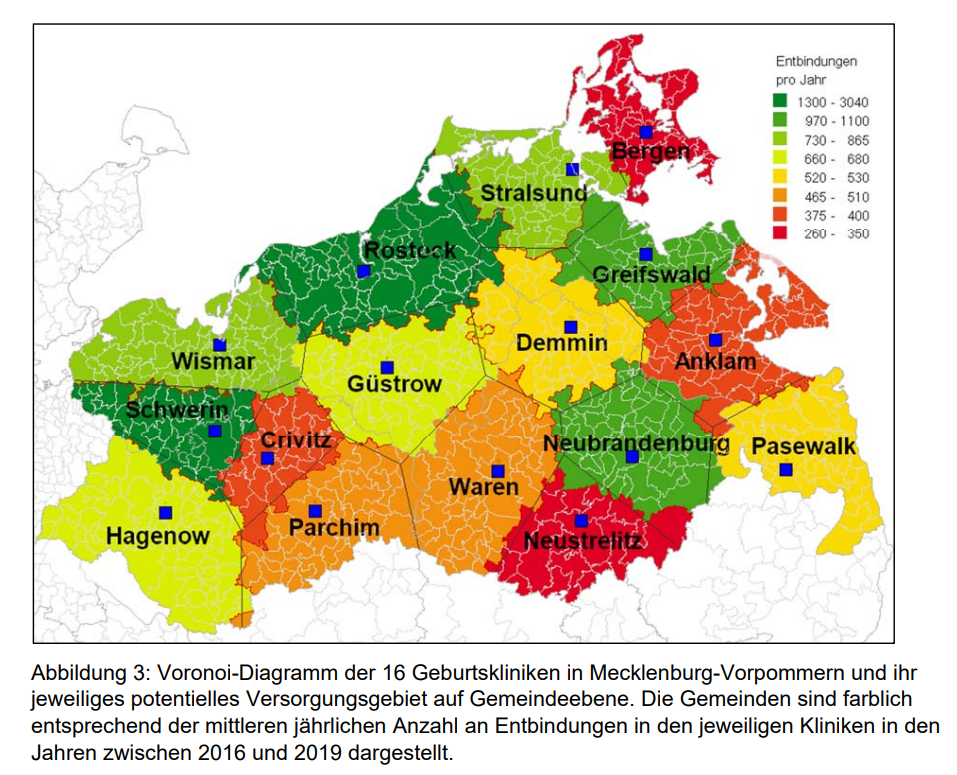 Entbindungen
pro Jahr
1300 - 3040
970 - 1100
730 - 865
660 - 680
520 - 530
465 - 510
375 - 400
260 - 350
Bergen
Stralsund
Rostock
Greifswald
Wismar
Güstrow
Demmin
Anklam
Schwerin
Crivitz
Neubrandenburg
Pasewalk
Waren
Hagenow
Parchim
Neustrelitz
Abbildung 3: Voronoi-Diagramm der 16 Geburtskliniken in Mecklenburg-Vorpommern und ihr
jeweiliges potentielles Versorgungsgebiet auf Gemeindeebene. Die Gemeinden sind farblich
entsprechend der mittleren jährlichen Anzahl an Entbindungen in den jeweiligen Kliniken in den
Jahren zwischen 2016 und 2019 dargestellt.